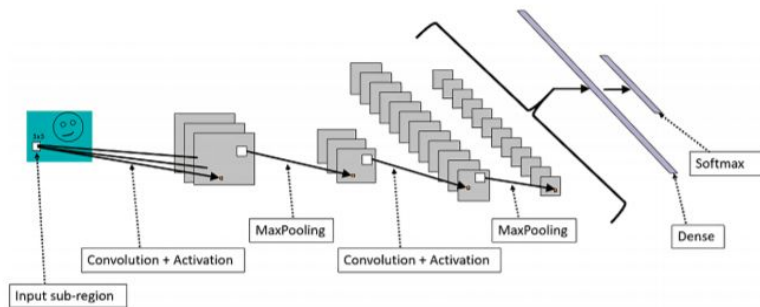 3x3
Softmax
MaxPooling
Dense
Convolution + Activation
Convolution + Activation
MaxPooling
Input sub-region